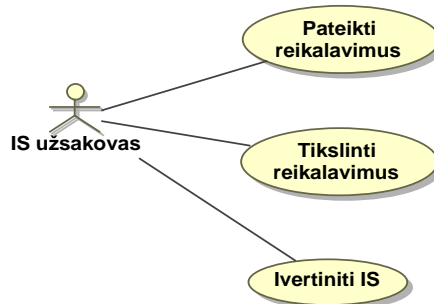 Pateikti
reikalavimus
IS užsakovas
Tikslinti
reikalavimus
Ivertiniti IS